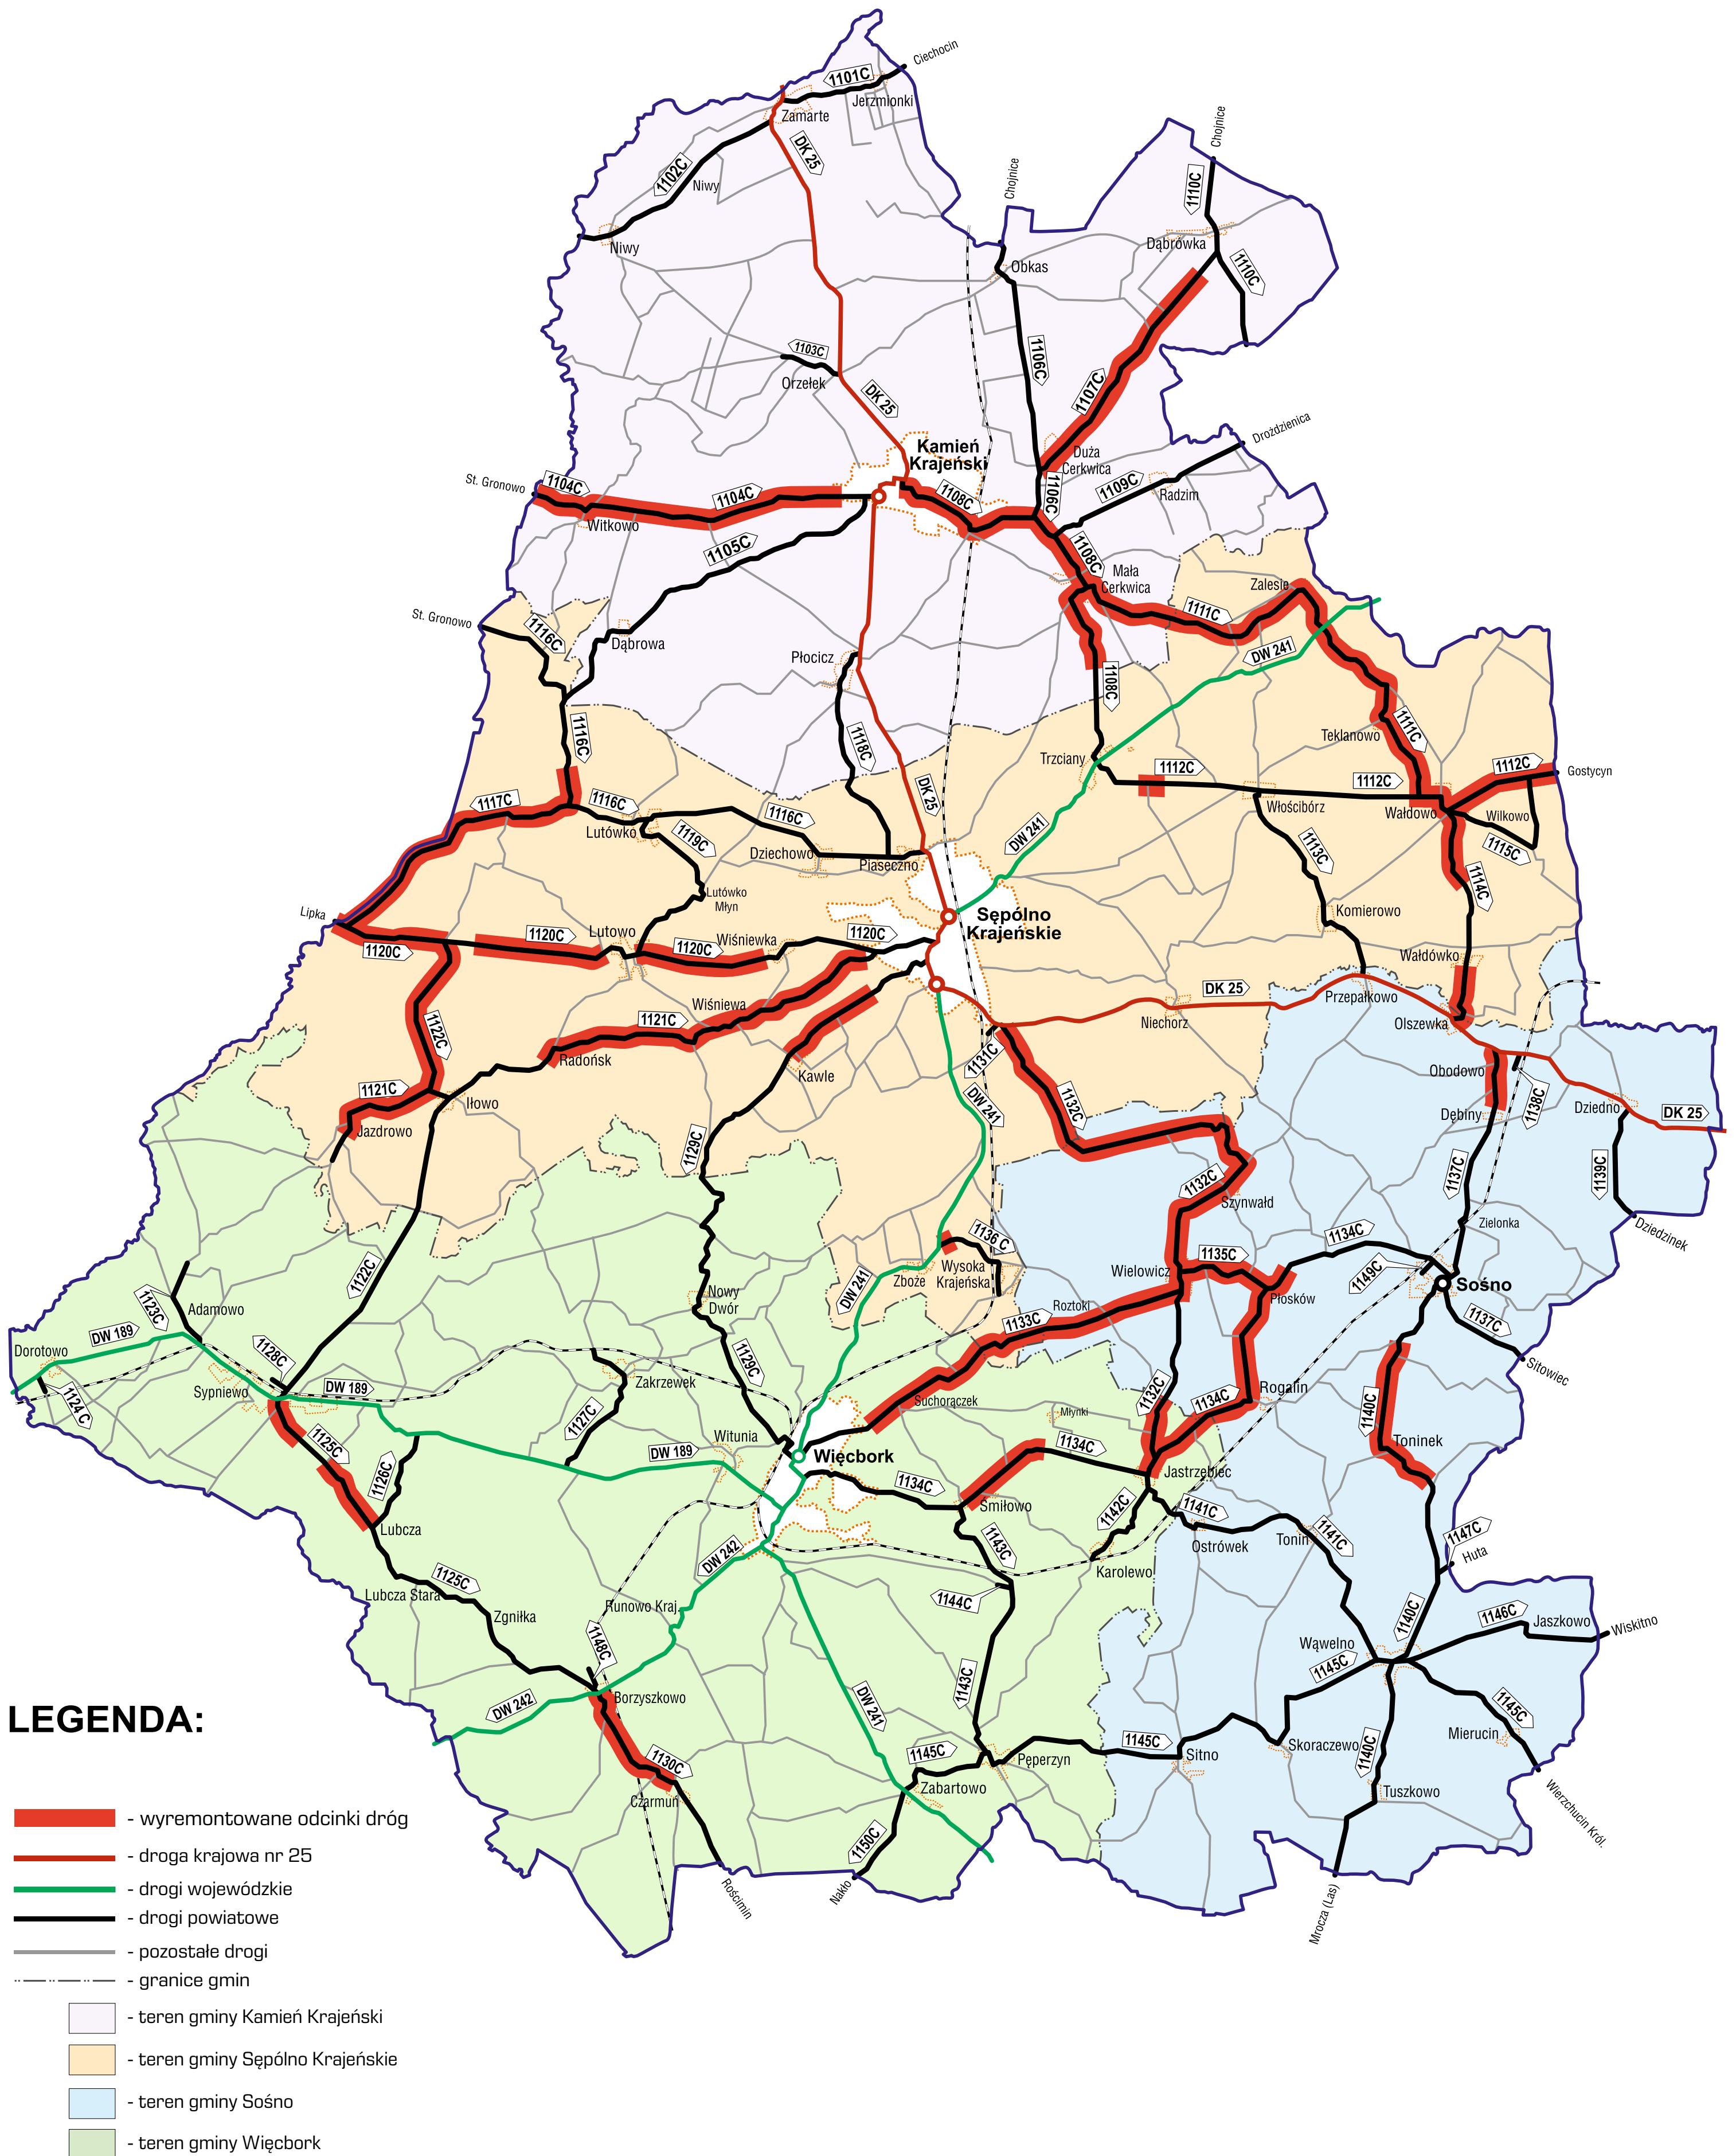 Ciechocin
1101C
Jerzmionki
Zamarte
DK 25
1102C
Niwy
Niwy
Chojnice
Chojnice
1110C
Dąbrówka
1110C
Obkas
1106C
1107C
1103C
Orzełek
DK 25
Kamień
Krajeński
Duża
Cerkwica
Drożdzienica
St. Gronowo
1104C
1104C
Witkowo
1108C
1106C
1109C
Radzim
1105C
1108C
Mała
Cerkwica
Zalesie
1111C
St. Gronowo
1116C
Dąbrowa
Płocicz
DW 241
1108C
1116C
1118C
Teklanowo
1111C
Trzciany
1112C
1112C
1112C
Gostycyn
DK 25
Włościbórz
Wałdowo
Wilkowo
1117C
1116C
Lutówko
1116C
1119C
Dziechowo
Piaseczno
DW 241
1113C
1115C
1114C
Lutówko
Młyn
Komierowo
Lipka
Sępólno
Krajeńskie
1120C
1120C
Lutowo
1120C
Wiśniewka
1120C
Wałdówko
DK 25
Przepałkowo
Wiśniewa
1121C
Niechorz
Olszewka
1122C
Radońsk
Kawle
1131C
1121C
Iłowo
Jazdrowo
DW 241
1132C
Obodowo
Dębiny
1138C
Dziedno
DK 25
1129C
1137C
1139C
1132C
Szynwałd
Zielonka
Dziedzinek
1136 C
Wysoka
Krajeńska
Zboże
1134C
1135C
Wielowicz
1149C
Sośno
Piosków
1122C
1123C
Adamowo
Nowy
Dwór
DW 241
Roztoki
1133C
1137C
Sitowiec
DW 189
Dorotowo
1128C
1124 C
Sypniewo
DW 189
1129C
Zakrzewek
1127C
Suchorączek
Młynki
1132C
1134C
Rogalin
1140C
Toninek
1125C
1126C
Witunia
DW 189
Więcbork
1134C
1134C
Jastrzębiec
Lubcza
Śmiłowo
1142C
1141C
Ostrówek
Tonin
1141C
1147C
Huta
1143C
Karolewo
DW 242
1125C
Lubcza Stara
Zgniłka
Runowo Kraj.
1144C
1140C
1146C
Jaszkowo
Wiskitno
1148C
Wąwelno
1145C
1143C
Borzyszkowo
DW 242
DW 241
1145C
Mierucin
1130C
Czarmuń
1145C
Pęperzyn
1145C
Sitno
Skoraczewo
1140C
Tuszkowo
Zabartowo
1150C
Wierzchucin Król.
Nakło
Rościmin
Mrocza (Las)
LEGENDA:
- wyremontowane odcinki dróg
- droga krajowa nr 25
- drogi wojewódzkie
- drogi powiatowe
- pozostałe drogi
- granice gmin
- teren gminy Kamień Krajeński
- teren gminy Sępólno Krajeńskie
- teren gminy Sośno
- teren gminy Więcbork